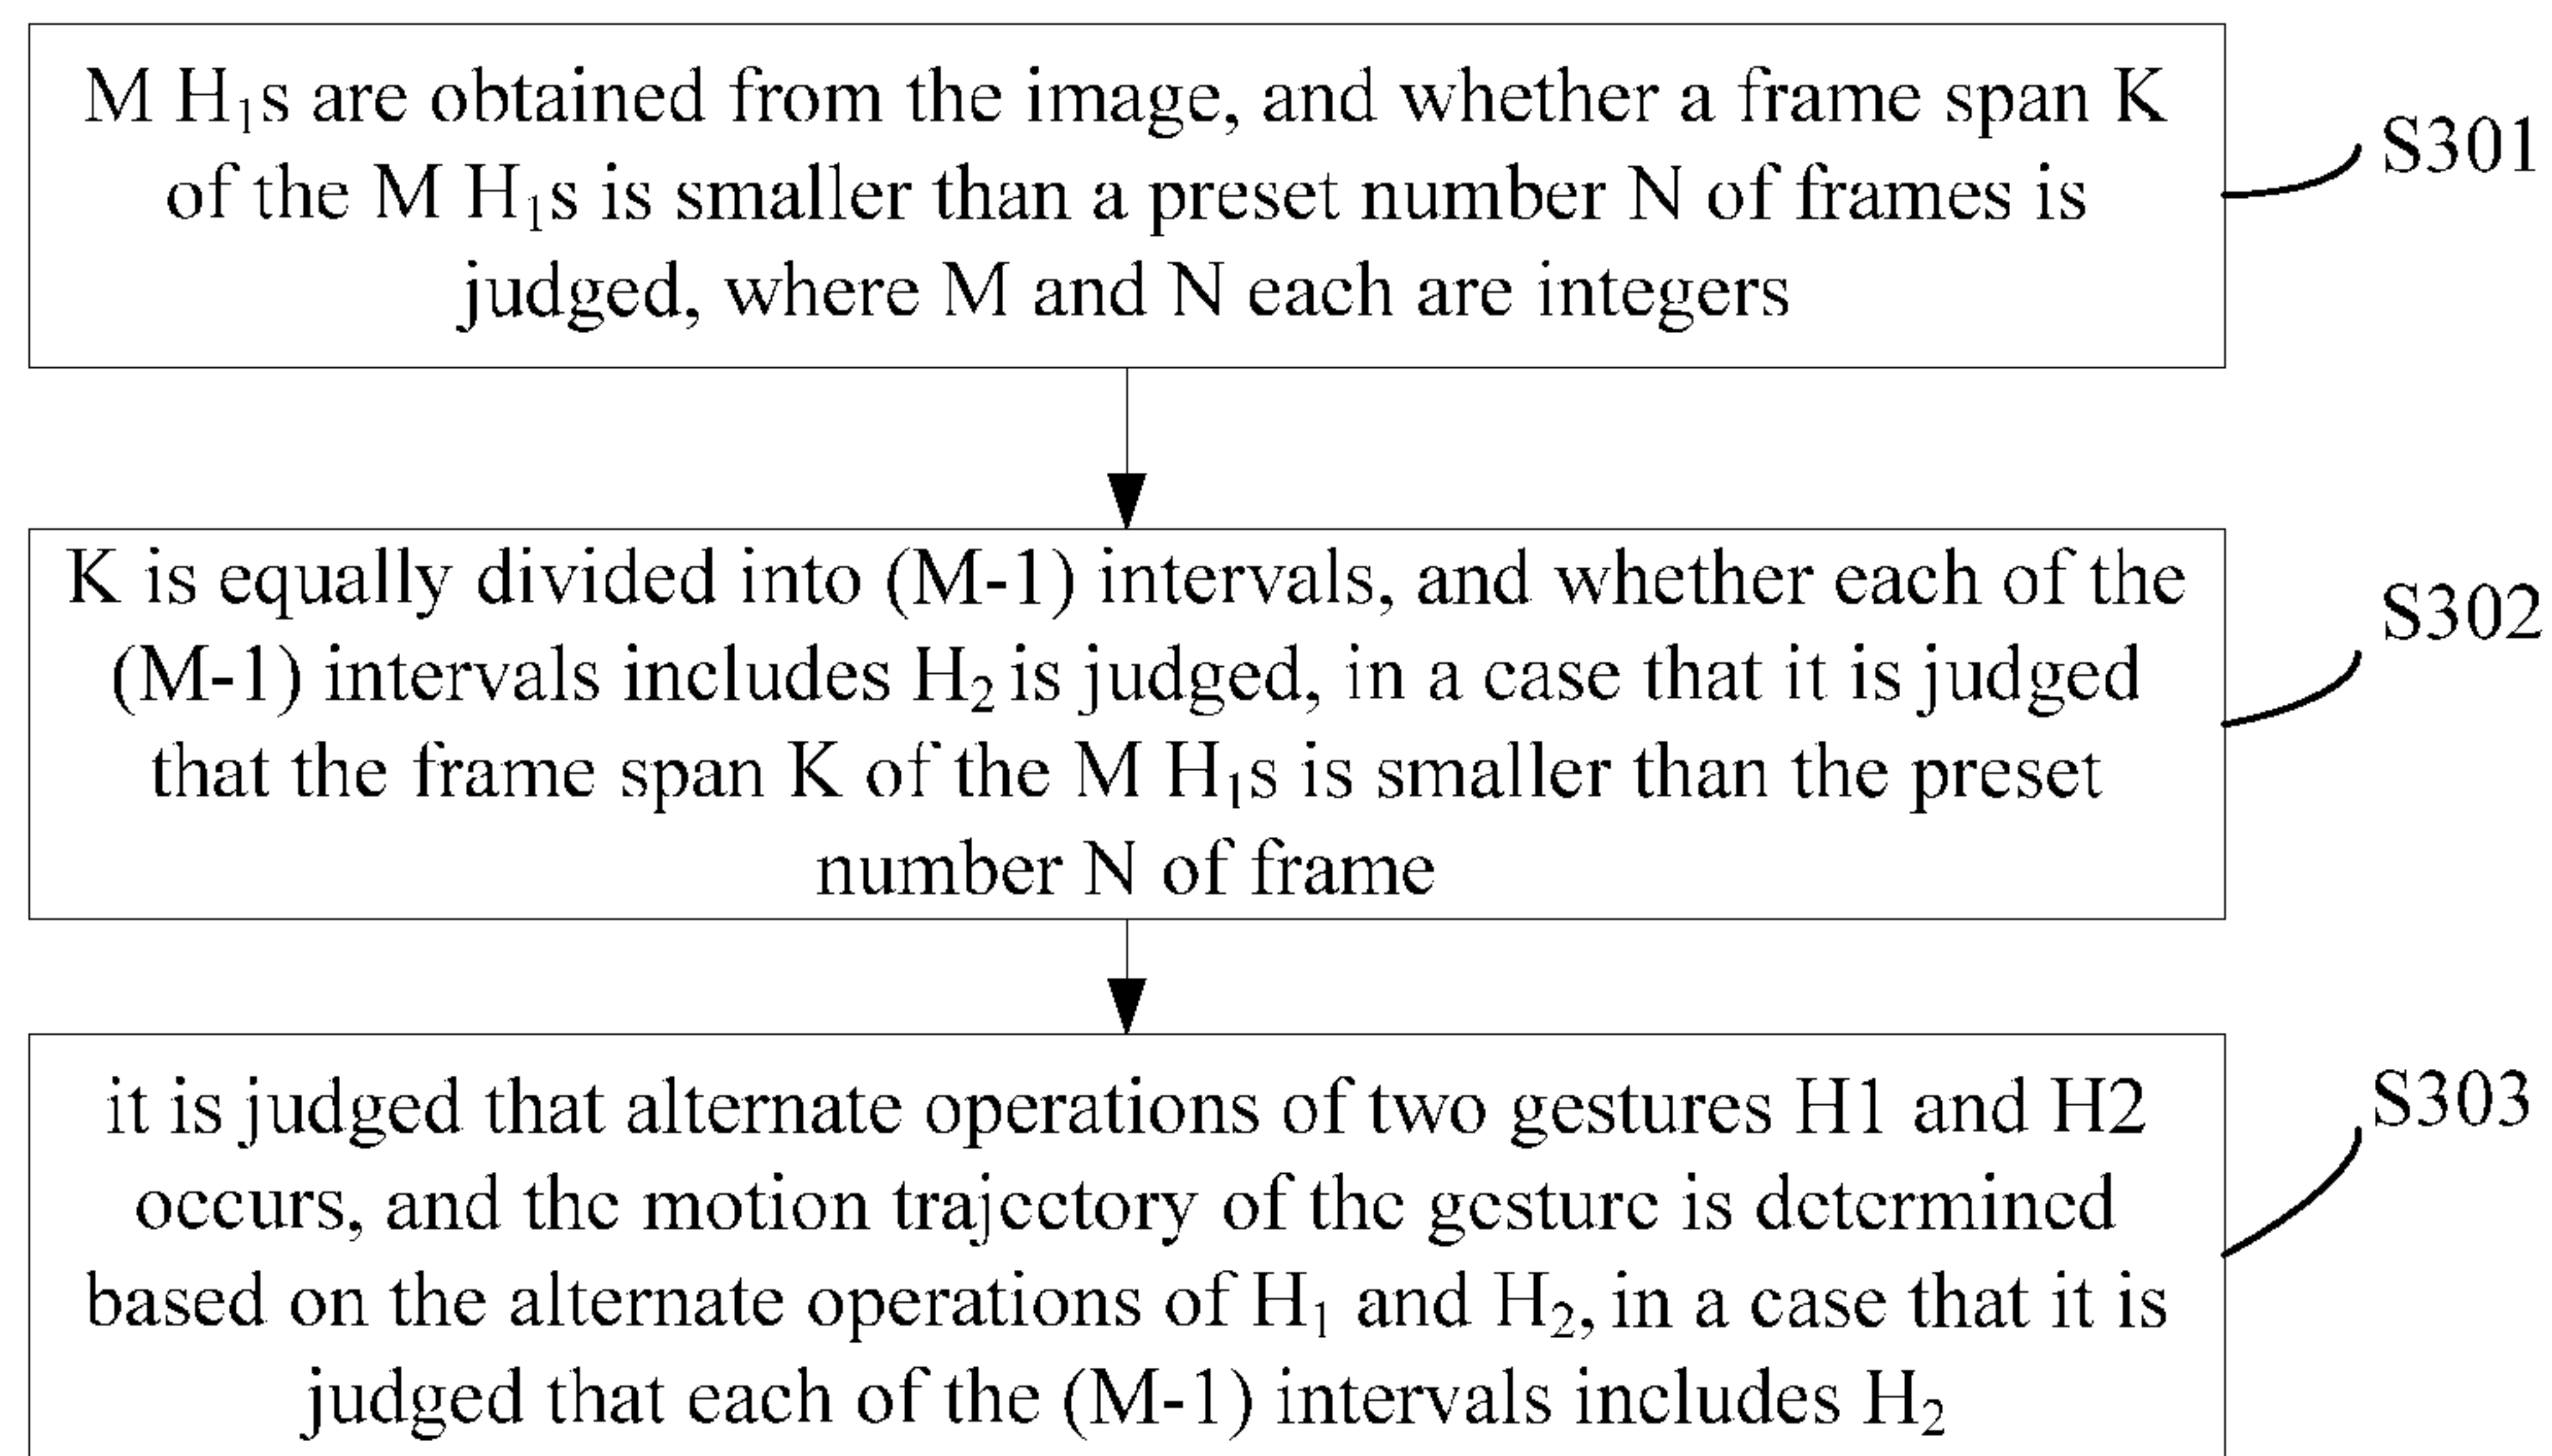 M H₁s are obtained from the image, and whether a frame span K
of the M H₁s is smaller than a preset number N of frames is
judged, where M and N each are integers
S301
K is equally divided into (M-1) intervals, and whether each of the
(M-1) intervals includes H₂ is judged, in a case that it is judged
that the frame span K of the M H₁s is smaller than the preset
number N of frame
S302
it is judged that alternate operations of two gestures H1 and H2
occurs, and the motion trajectory of the gesture is determined
based on the alternate operations of H₁ and H₂, in a case that it is
judged that each of the (M-1) intervals includes H₂
S303